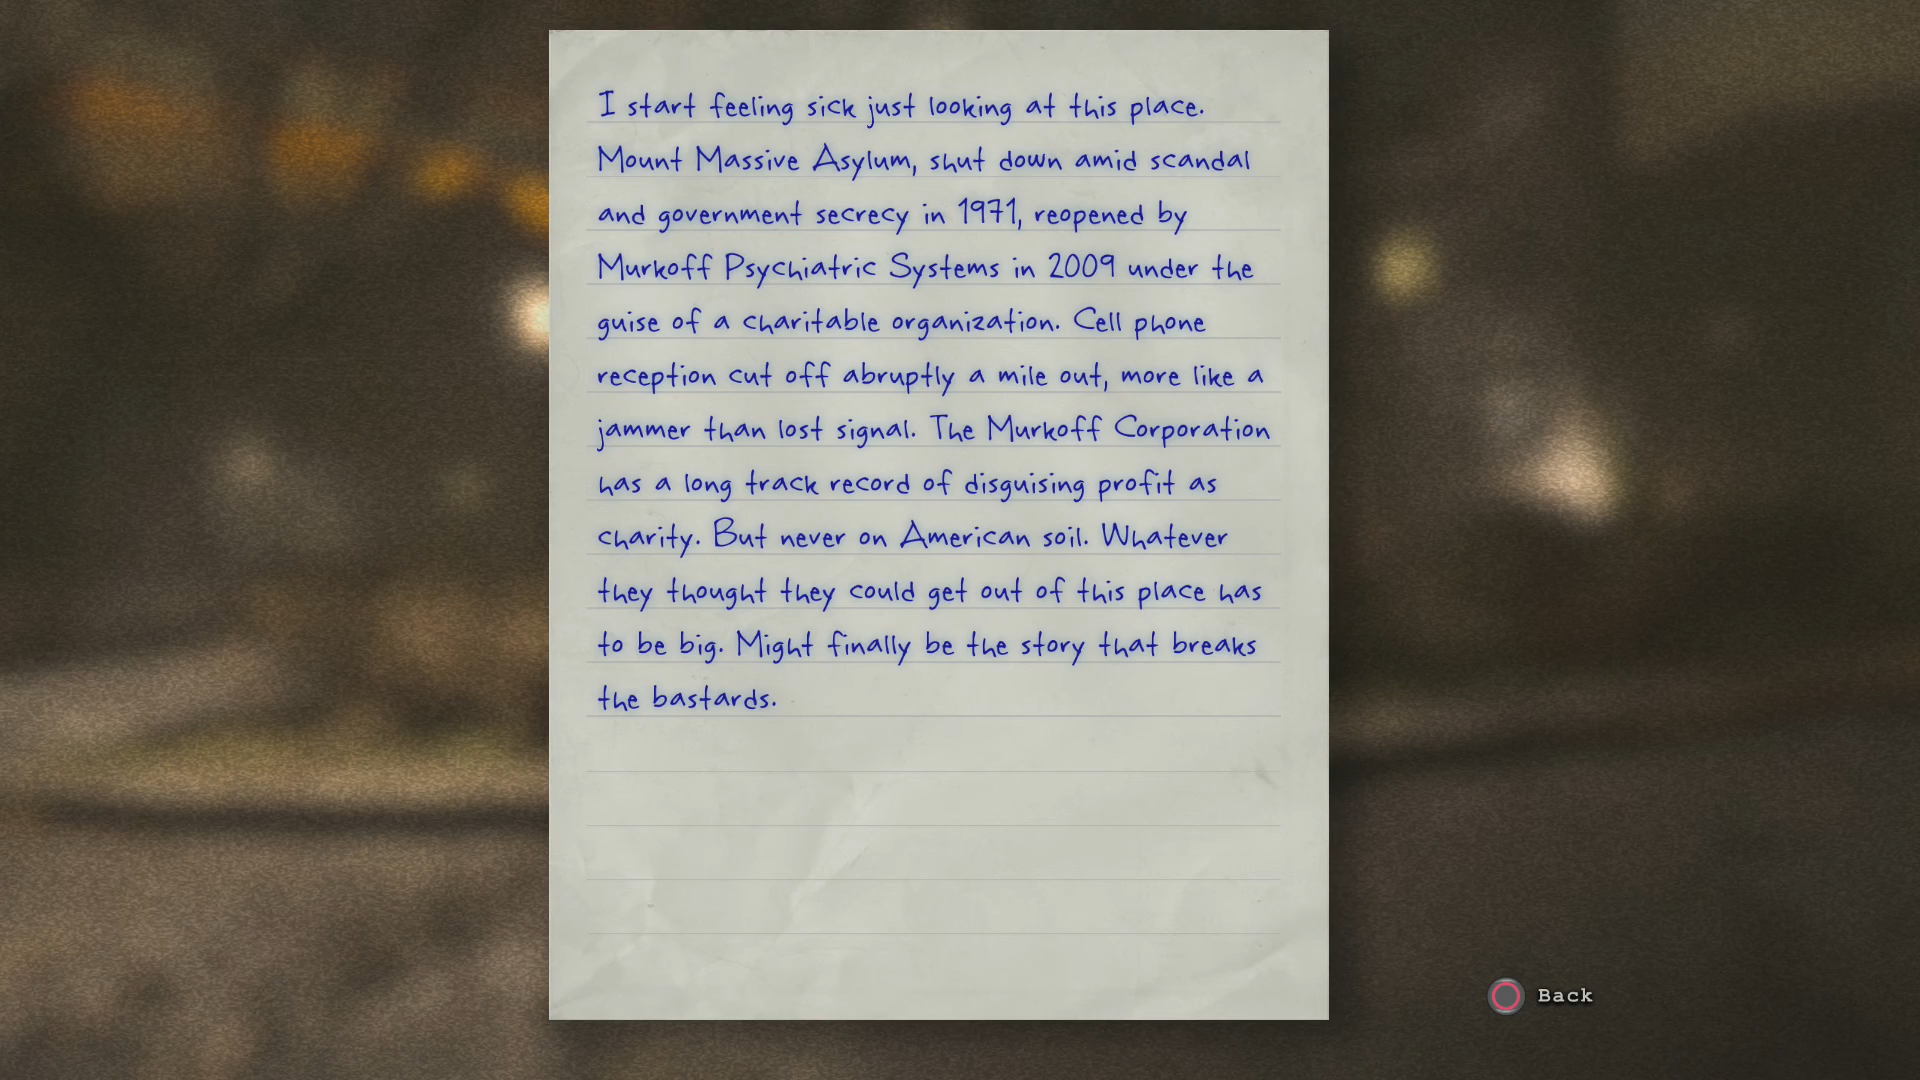 I start feeling sick just looking at this place.
Mount Massive Asylum, shut down amid scandal
and government secrecy in 1971, reopened by
Murkoff Psychiatric Systems in 2009 under the
guise of a charitable organization. Cell phone
reception cut off abruptly a mile out, more like a
jammer than lost signal. The Murkoff Corporation
has a long track record of disguising profit as
charity. But never on American soil. Whatever
they thought they could get out of this place has
to be big. Might finally be the story that breaks
the bastards.
Back